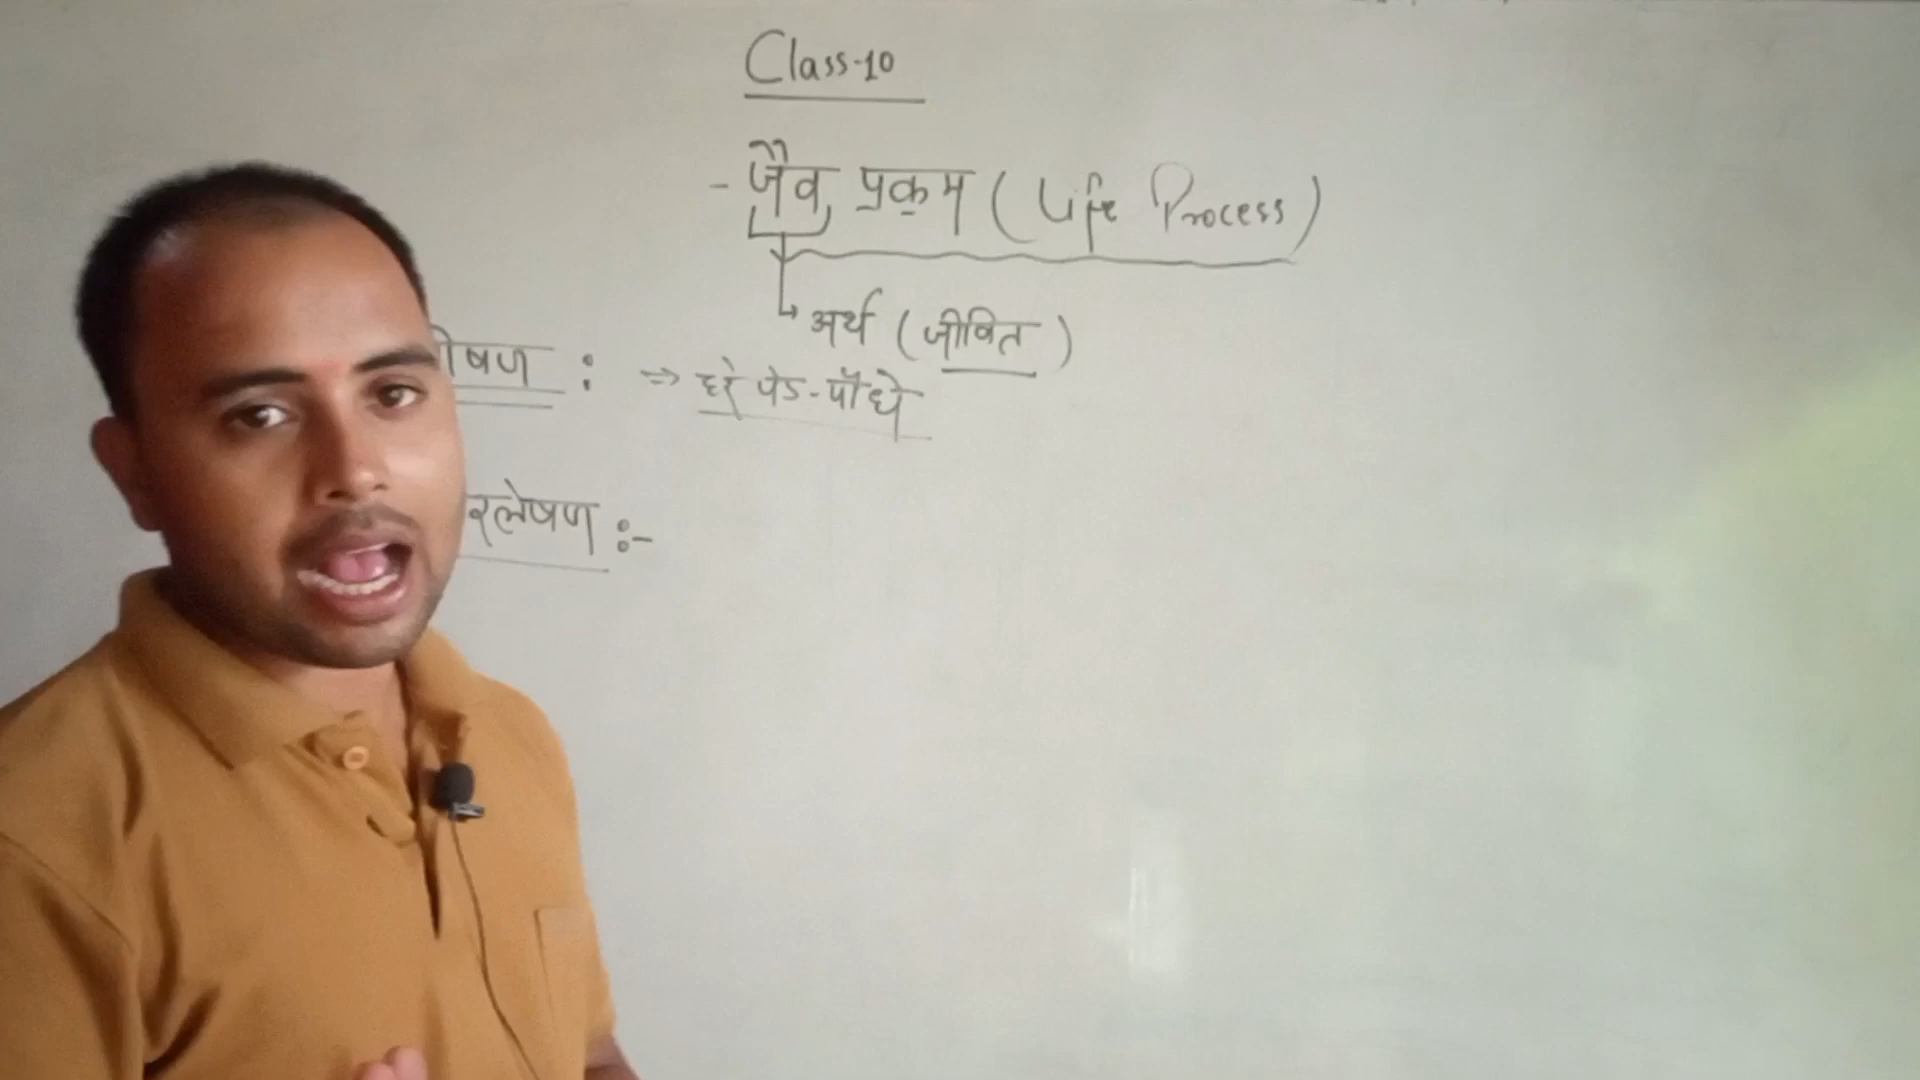 Class-10
- जैव प्रक्रम ( Life Process )
अर्थ ( जीवित )
पोषण : ⇒ हरे पेड-पौधे
श्लेषण :-